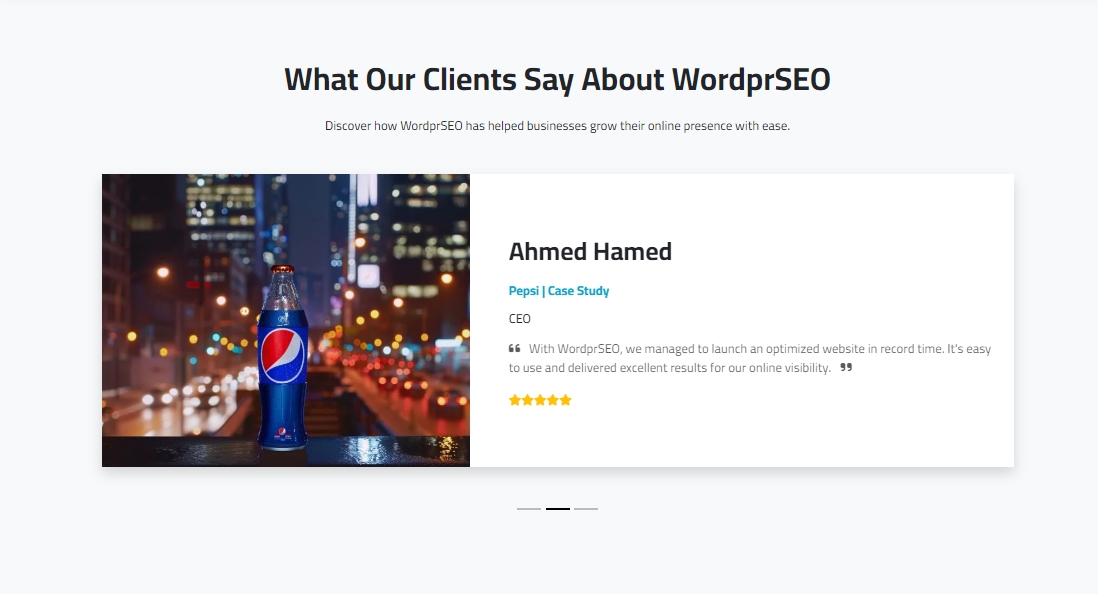 What Our Clients Say About WordprSEO
Discover how WordprSEO has helped businesses grow their online presence with ease.
Ahmed Hamed
Pepsi | Case Study
CEO
❝ With WordprSEO, we managed to launch an optimized website in record time. It's easy
to use and delivered excellent results for our online visibility. ❞